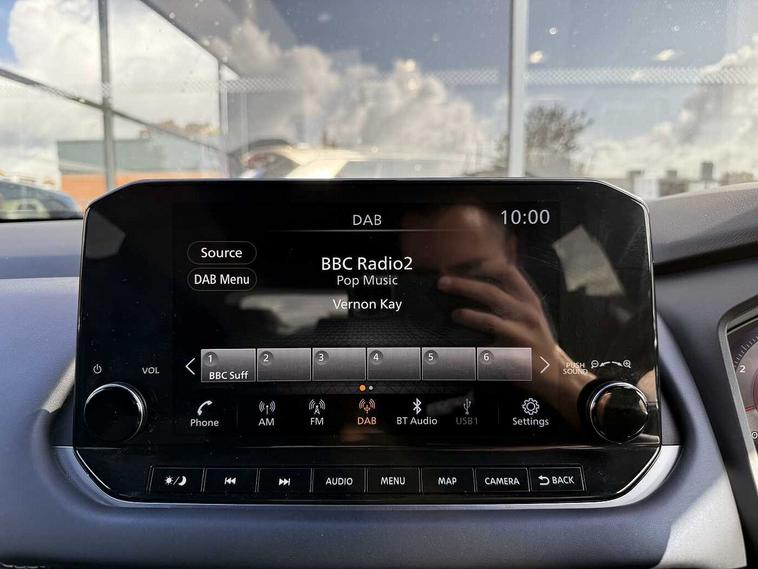 DAB
10:00
Source
DAB Menu
BBC Radio2
Pop Music
Vernon Kay
1 2 3 4 5 6
BBC Suff
VOL
PUSH
SOUND
Phone AM FM DAB BT Audio USB1 Settings
AUDIO MENU MAP CAMERA BACK
2